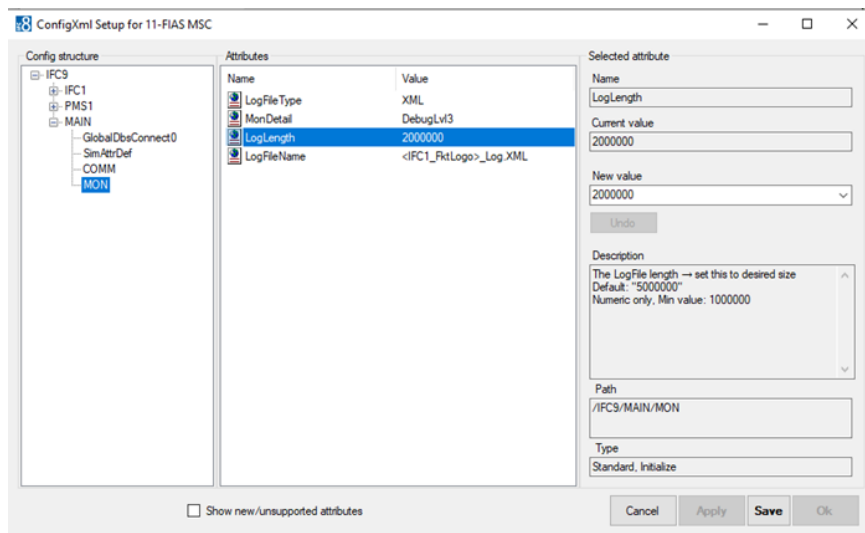 ConfigXml Setup for 11-FIAS MSC
Config structure
IFC9
IFC1
PMS1
MAIN
GlobalDbsConnect0
SimAttrDef
COMM
MON
Attributes
Name Value
LogFileType XML
MonDetail DebugLvl3
LogLength 2000000
LogFileName <IFC1_FktLogo>_Log.XML
Selected attribute
Name
LogLength
Current value
2000000
New value
2000000
Undo
Description
The LogFile length → set this to desired size
Default: "5000000"
Numeric only, Min value: 1000000
Path
/IFC9/MAIN/MON
Type
Standard, Initialize
Show new/unsupported attributes
Cancel Apply Save Ok